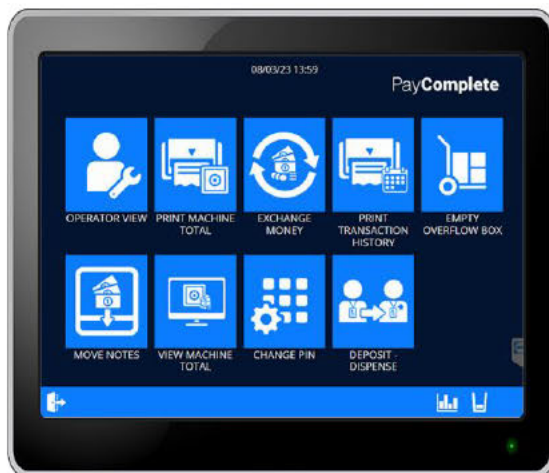 08/03/23 13:59
PayComplete
OPERATOR VIEW
PRINT MACHINE
TOTAL
EXCHANGE
MONEY
PRINT
TRANSACTION
HISTORY
EMPTY
OVERFLOW BOX
MOVE NOTES
VIEW MACHINE
TOTAL
CHANGE PIN
DEPOSIT -
DISPENSE